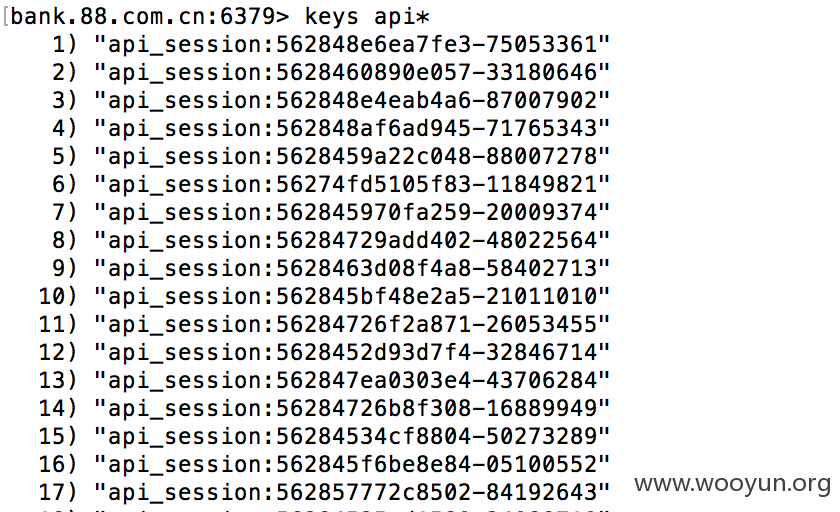 [bank.88.com.cn:6379> keys api*
1) "api_session:562848e6ea7fe3-75053361"
2) "api_session:5628460890e057-33180646"
3) "api_session:562848e4eab4a6-87007902"
4) "api_session:562848af6ad945-71765343"
5) "api_session:5628459a22c048-88007278"
6) "api_session:56274fd5105f83-11849821"
7) "api_session:562845970fa259-20009374"
8) "api_session:56284729add402-48022564"
9) "api_session:5628463d08f4a8-58402713"
10) "api_session:562845bf48e2a5-21011010"
11) "api_session:56284726f2a871-26053455"
12) "api_session:5628452d93d7f4-32846714"
13) "api_session:562847ea0303e4-43706284"
14) "api_session:56284726b8f308-16889949"
15) "api_session:56284534cf8804-50273289"
16) "api_session:562845f6be8e84-05100552"
17) "api_session:562857772c8502-84192643"
www.wooyun.org